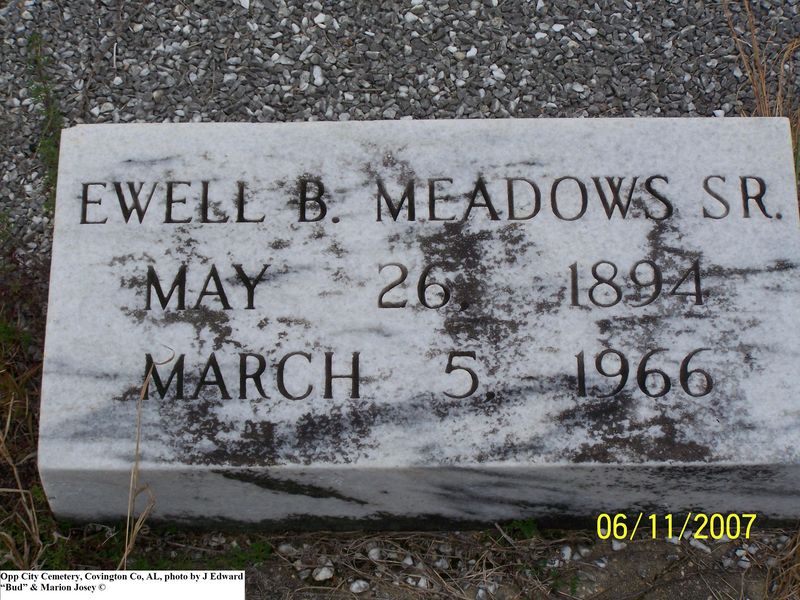 EWELL B. MEADOWS SR.
MAY 26, 1894
MARCH 5, 1966
06/11/2007
Opp City Cemetery, Covington Co, AL, photo by J Edward
“Bud” & Marion Josey ©